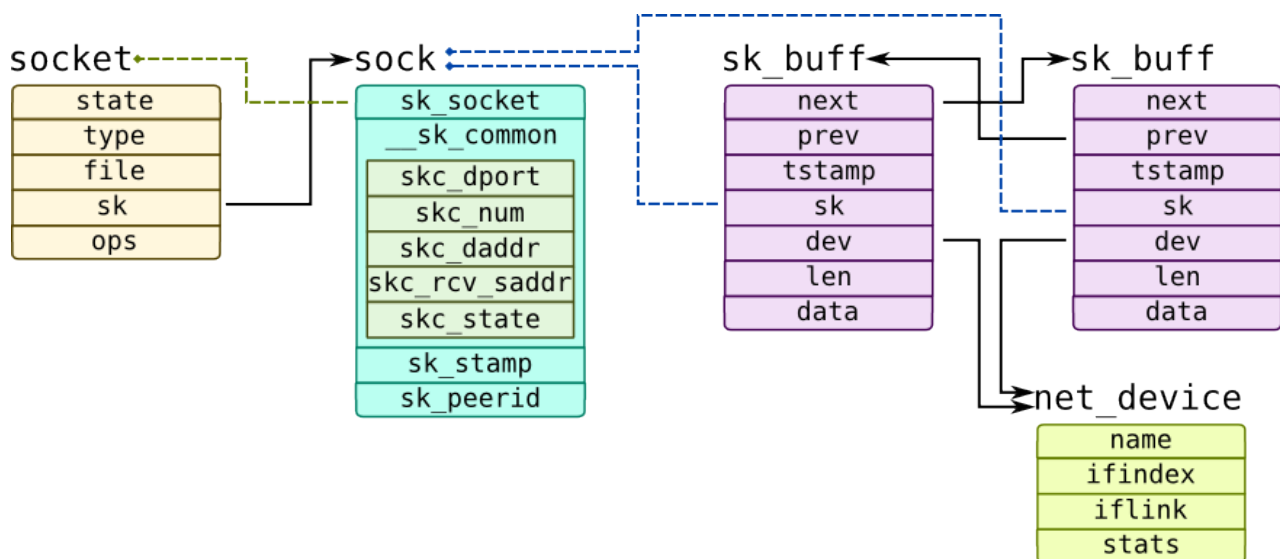 socket
state
type
file
sk
ops
sock
sk_socket
__sk_common
skc_dport
skc_num
skc_daddr
skc_rcv_saddr
skc_state
sk_stamp
sk_peerid
sk_buff
next
prev
tstamp
sk
dev
len
data
sk_buff
next
prev
tstamp
sk
dev
len
data
net_device
name
ifindex
iflink
stats